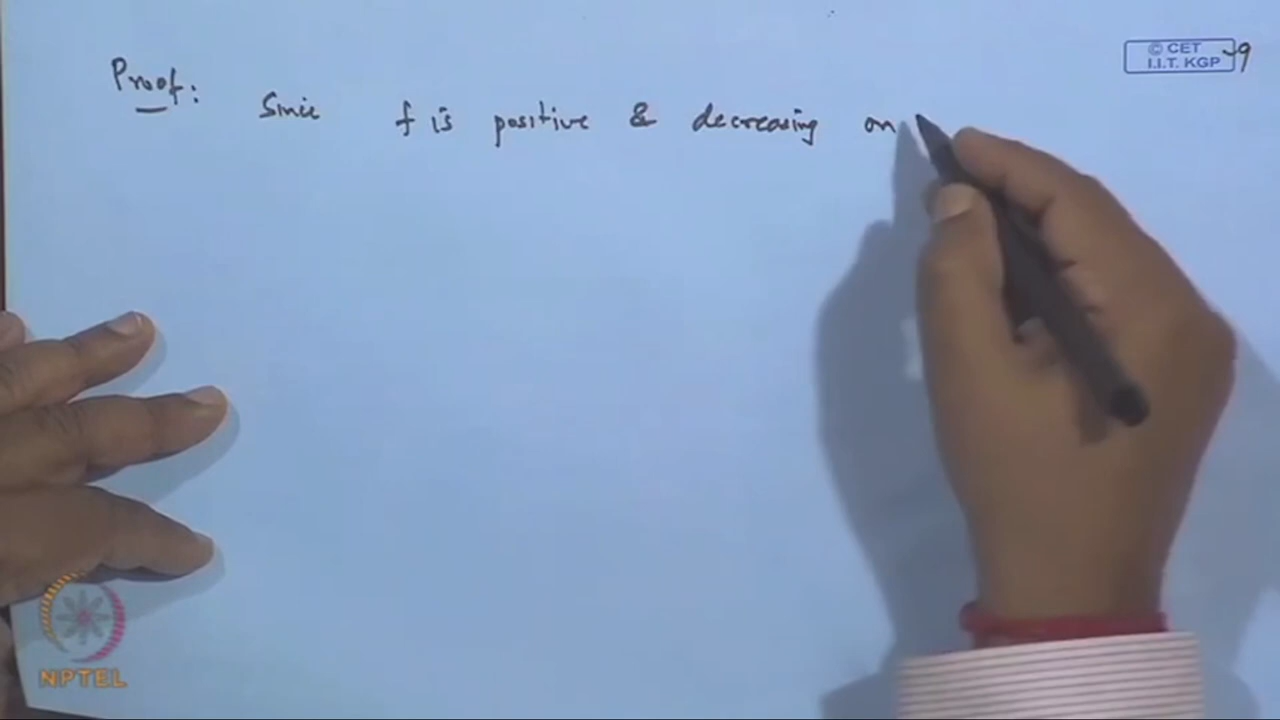 © CET
I.I.T. KGP
Proof:
Since f is positive & decreasing on
NPTEL